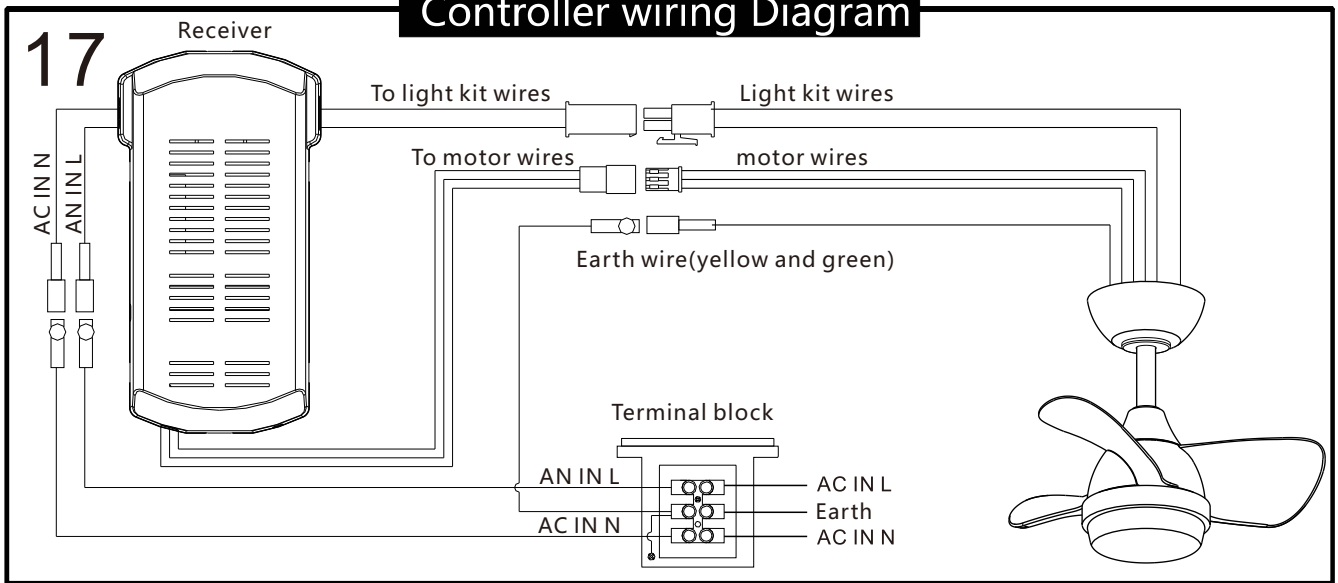 Controller wiring Diagram
17
Receiver
To light kit wires
Light kit wires
To motor wires
motor wires
AC IN N
AN IN L
Earth wire(yellow and green)
Terminal block
AN IN L
AC IN L
Earth
AC IN N
AC IN N